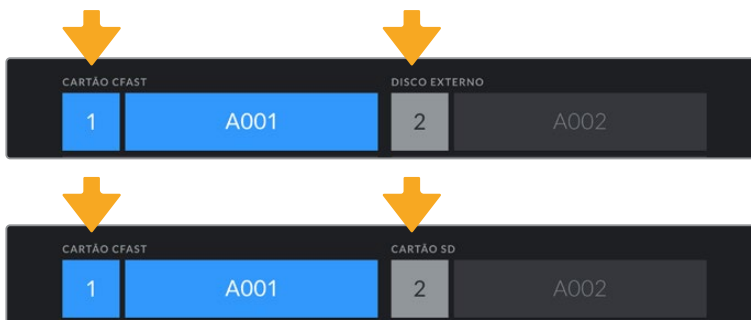 CARTÃO CFAST DISCO EXTERNO
1 A001 2 A002
CARTÃO CFAST CARTÃO SD
1 A001 2 A002